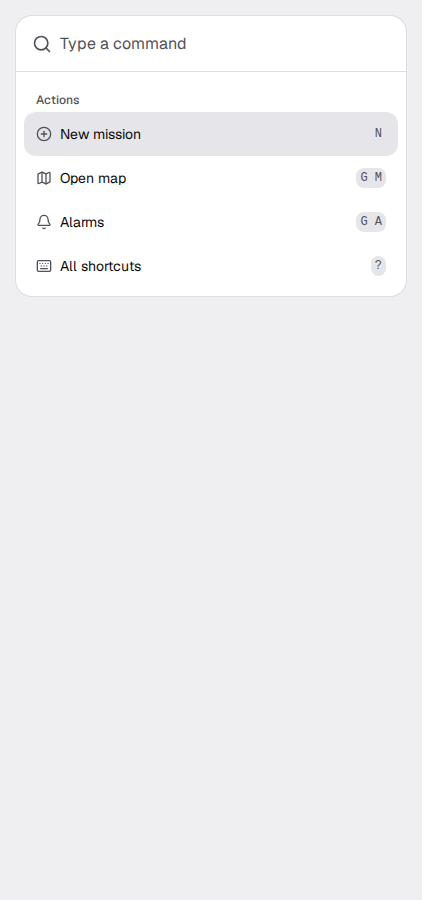 Type a command
Actions
New mission N
Open map G M
Alarms G A
All shortcuts ?